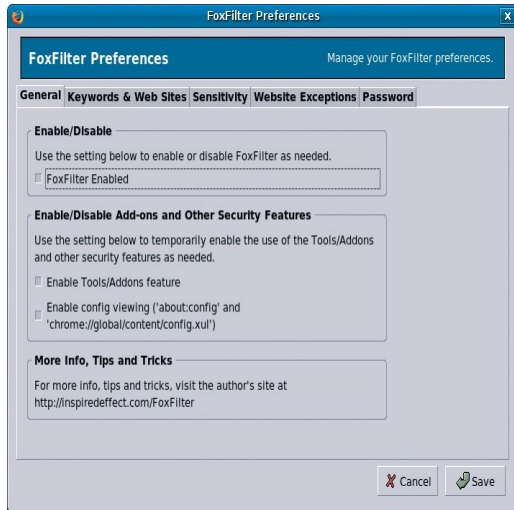 FoxFilter Preferences
X
FoxFilter Preferences
Manage your FoxFilter preferences.
General Keywords & Web Sites Sensitivity Website Exceptions Password
Enable/Disable
Use the setting below to enable or disable FoxFilter as needed.
FoxFilter Enabled
Enable/Disable Add-ons and Other Security Features
Use the setting below to temporarily enable the use of the Tools/Addons
and other security features as needed.
Enable Tools/Addons feature
Enable config viewing ('about:config' and
'chrome://global/content/config.xul')
More Info, Tips and Tricks
For more info, tips and tricks, visit the author's site at
http://inspiredeffect.com/FoxFilter
Cancel
Save